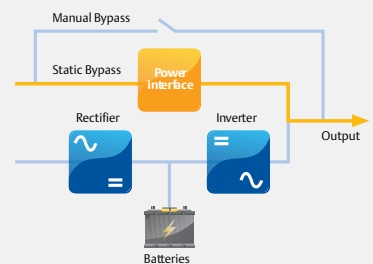 Manual Bypass
Static Bypass
Power
interface
Rectifier
Inverter
Output
Batteries